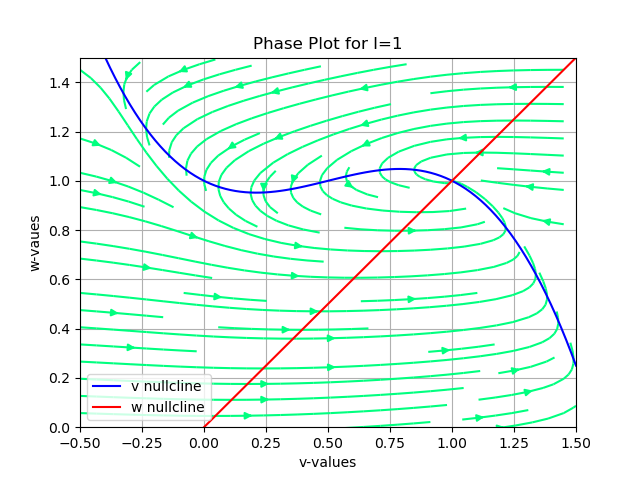 Phase Plot for I=1
w-vaues
1.4
1.2
1.0
0.8
0.6
0.4
0.2
0.0
v nullcline
w nullcline
−0.50 −0.25 0.00 0.25 0.50 0.75 1.00 1.25 1.50
v-values